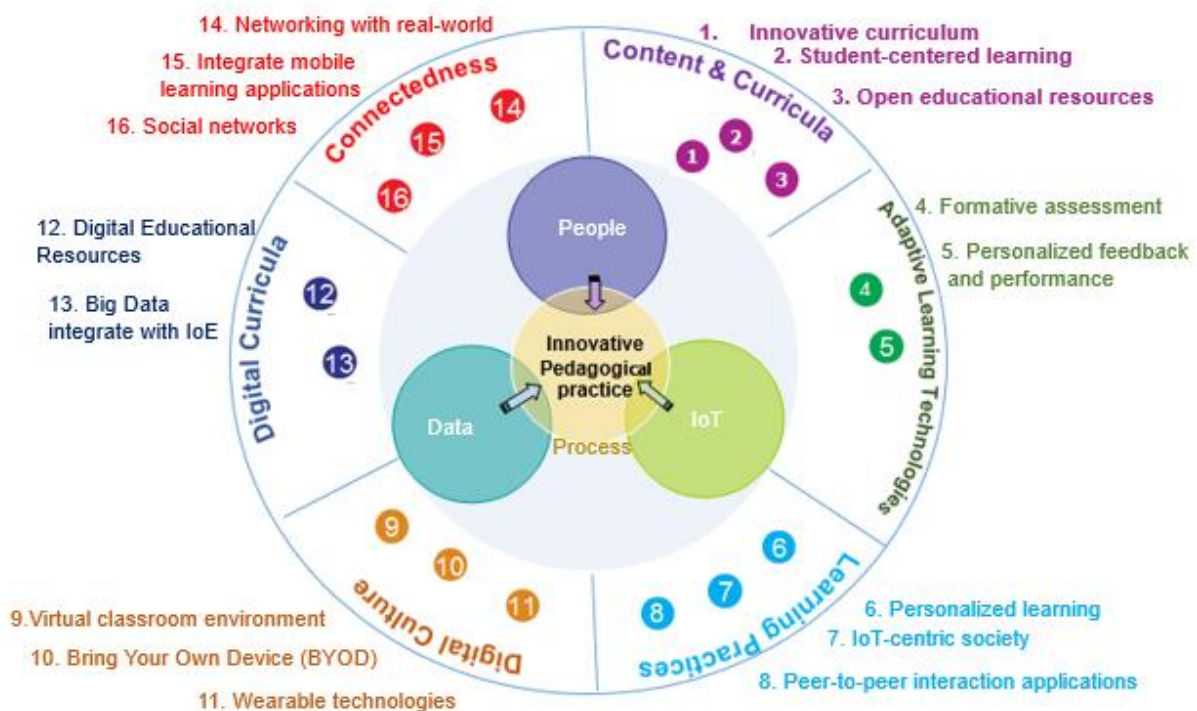 14. Networking with real-world
15. Integrate mobile
learning applications
16. Social networks
Connectedness
14
15
16
1. Innovative curriculum
2. Student-centered learning
3. Open educational resources
Content & Curricula
1
2
3
4. Formative assessment
5. Personalized feedback
and performance
Adaptive Learning Technologies
4
5
12. Digital Educational
Resources
13. Big Data
integrate with IoE
Digital Curricula
12
13
People
Innovative
Pedagogical
practice
Data
IoT
Process
6
7
8
Learning Practices
6. Personalized learning
7. IoT-centric society
8. Peer-to-peer interaction applications
9
10
11
Digital Culture
9.Virtual classroom environment
10. Bring Your Own Device (BYOD)
11. Wearable technologies